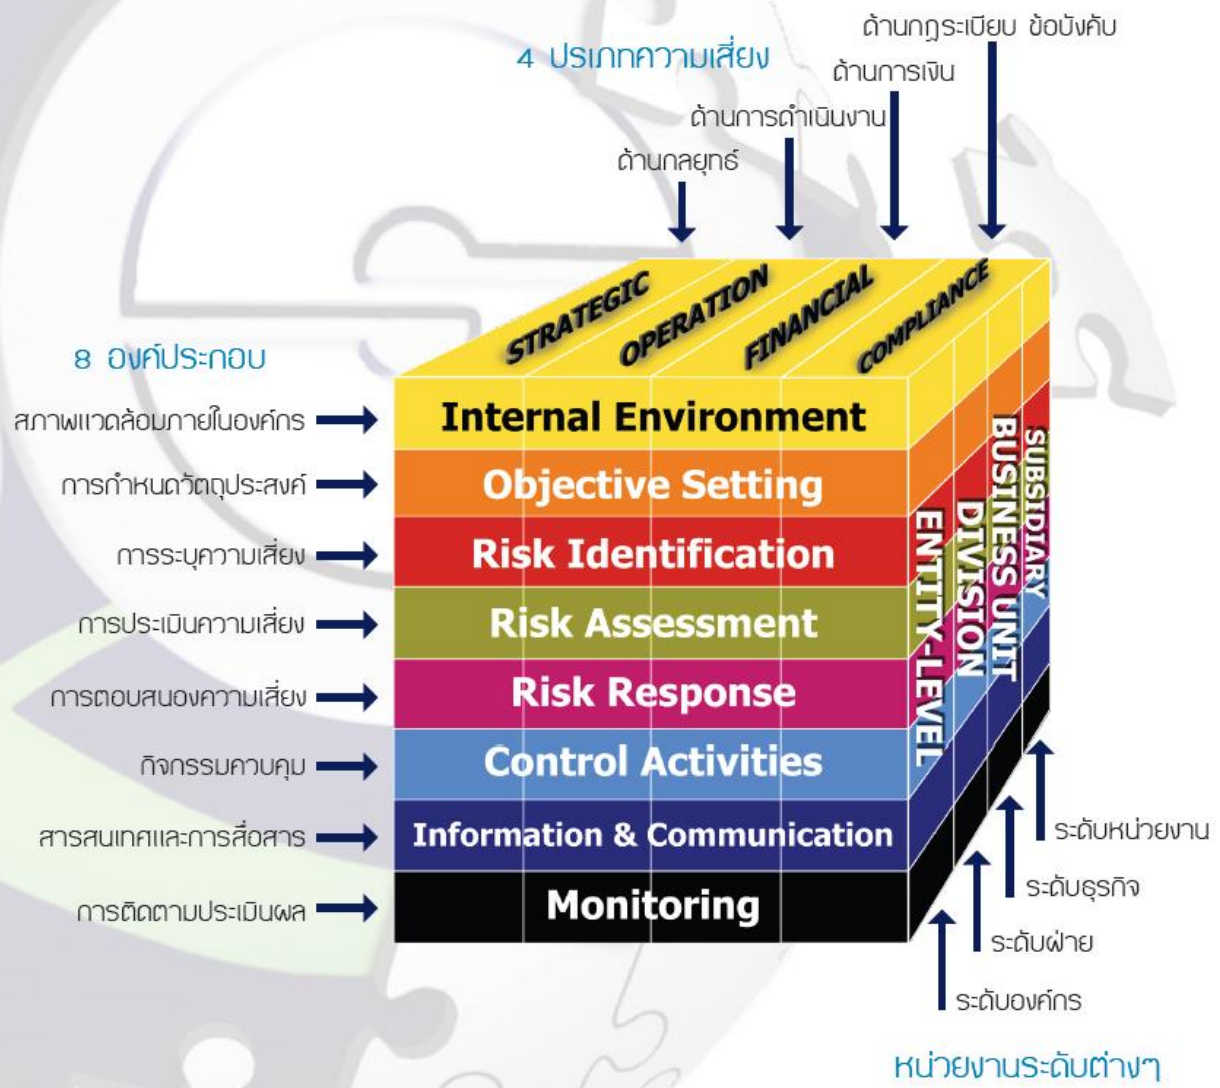 ด้านกฎระเบียบ ข้อบังคับ
4 ประเภทความเสี่ยง
ด้านการเงิน
ด้านการดำเนินงาน
ด้านกลยุทธ์
STRATEGIC
OPERATION
FINANCIAL
COMPLIANCE
8 องค์ประกอบ
สภาพแวดล้อมภายในองค์กร
Internal Environment
การกำหนดวัตถุประสงค์
Objective Setting
การระบุความเสี่ยง
Risk Identification
การประเมินความเสี่ยง
Risk Assessment
การตอบสนองความเสี่ยง
Risk Response
กิจกรรมควบคุม
Control Activities
สารสนเทศและการสื่อสาร
Information & Communication
การติดตามประเมินผล
Monitoring
ENTITY-LEVEL
DIVISION
BUSINESS UNIT
SUBSIDIARY
ระดับหน่วยงาน
ระดับธุรกิจ
ระดับฝ่าย
ระดับองค์กร
หน่วยงานระดับต่างๆ